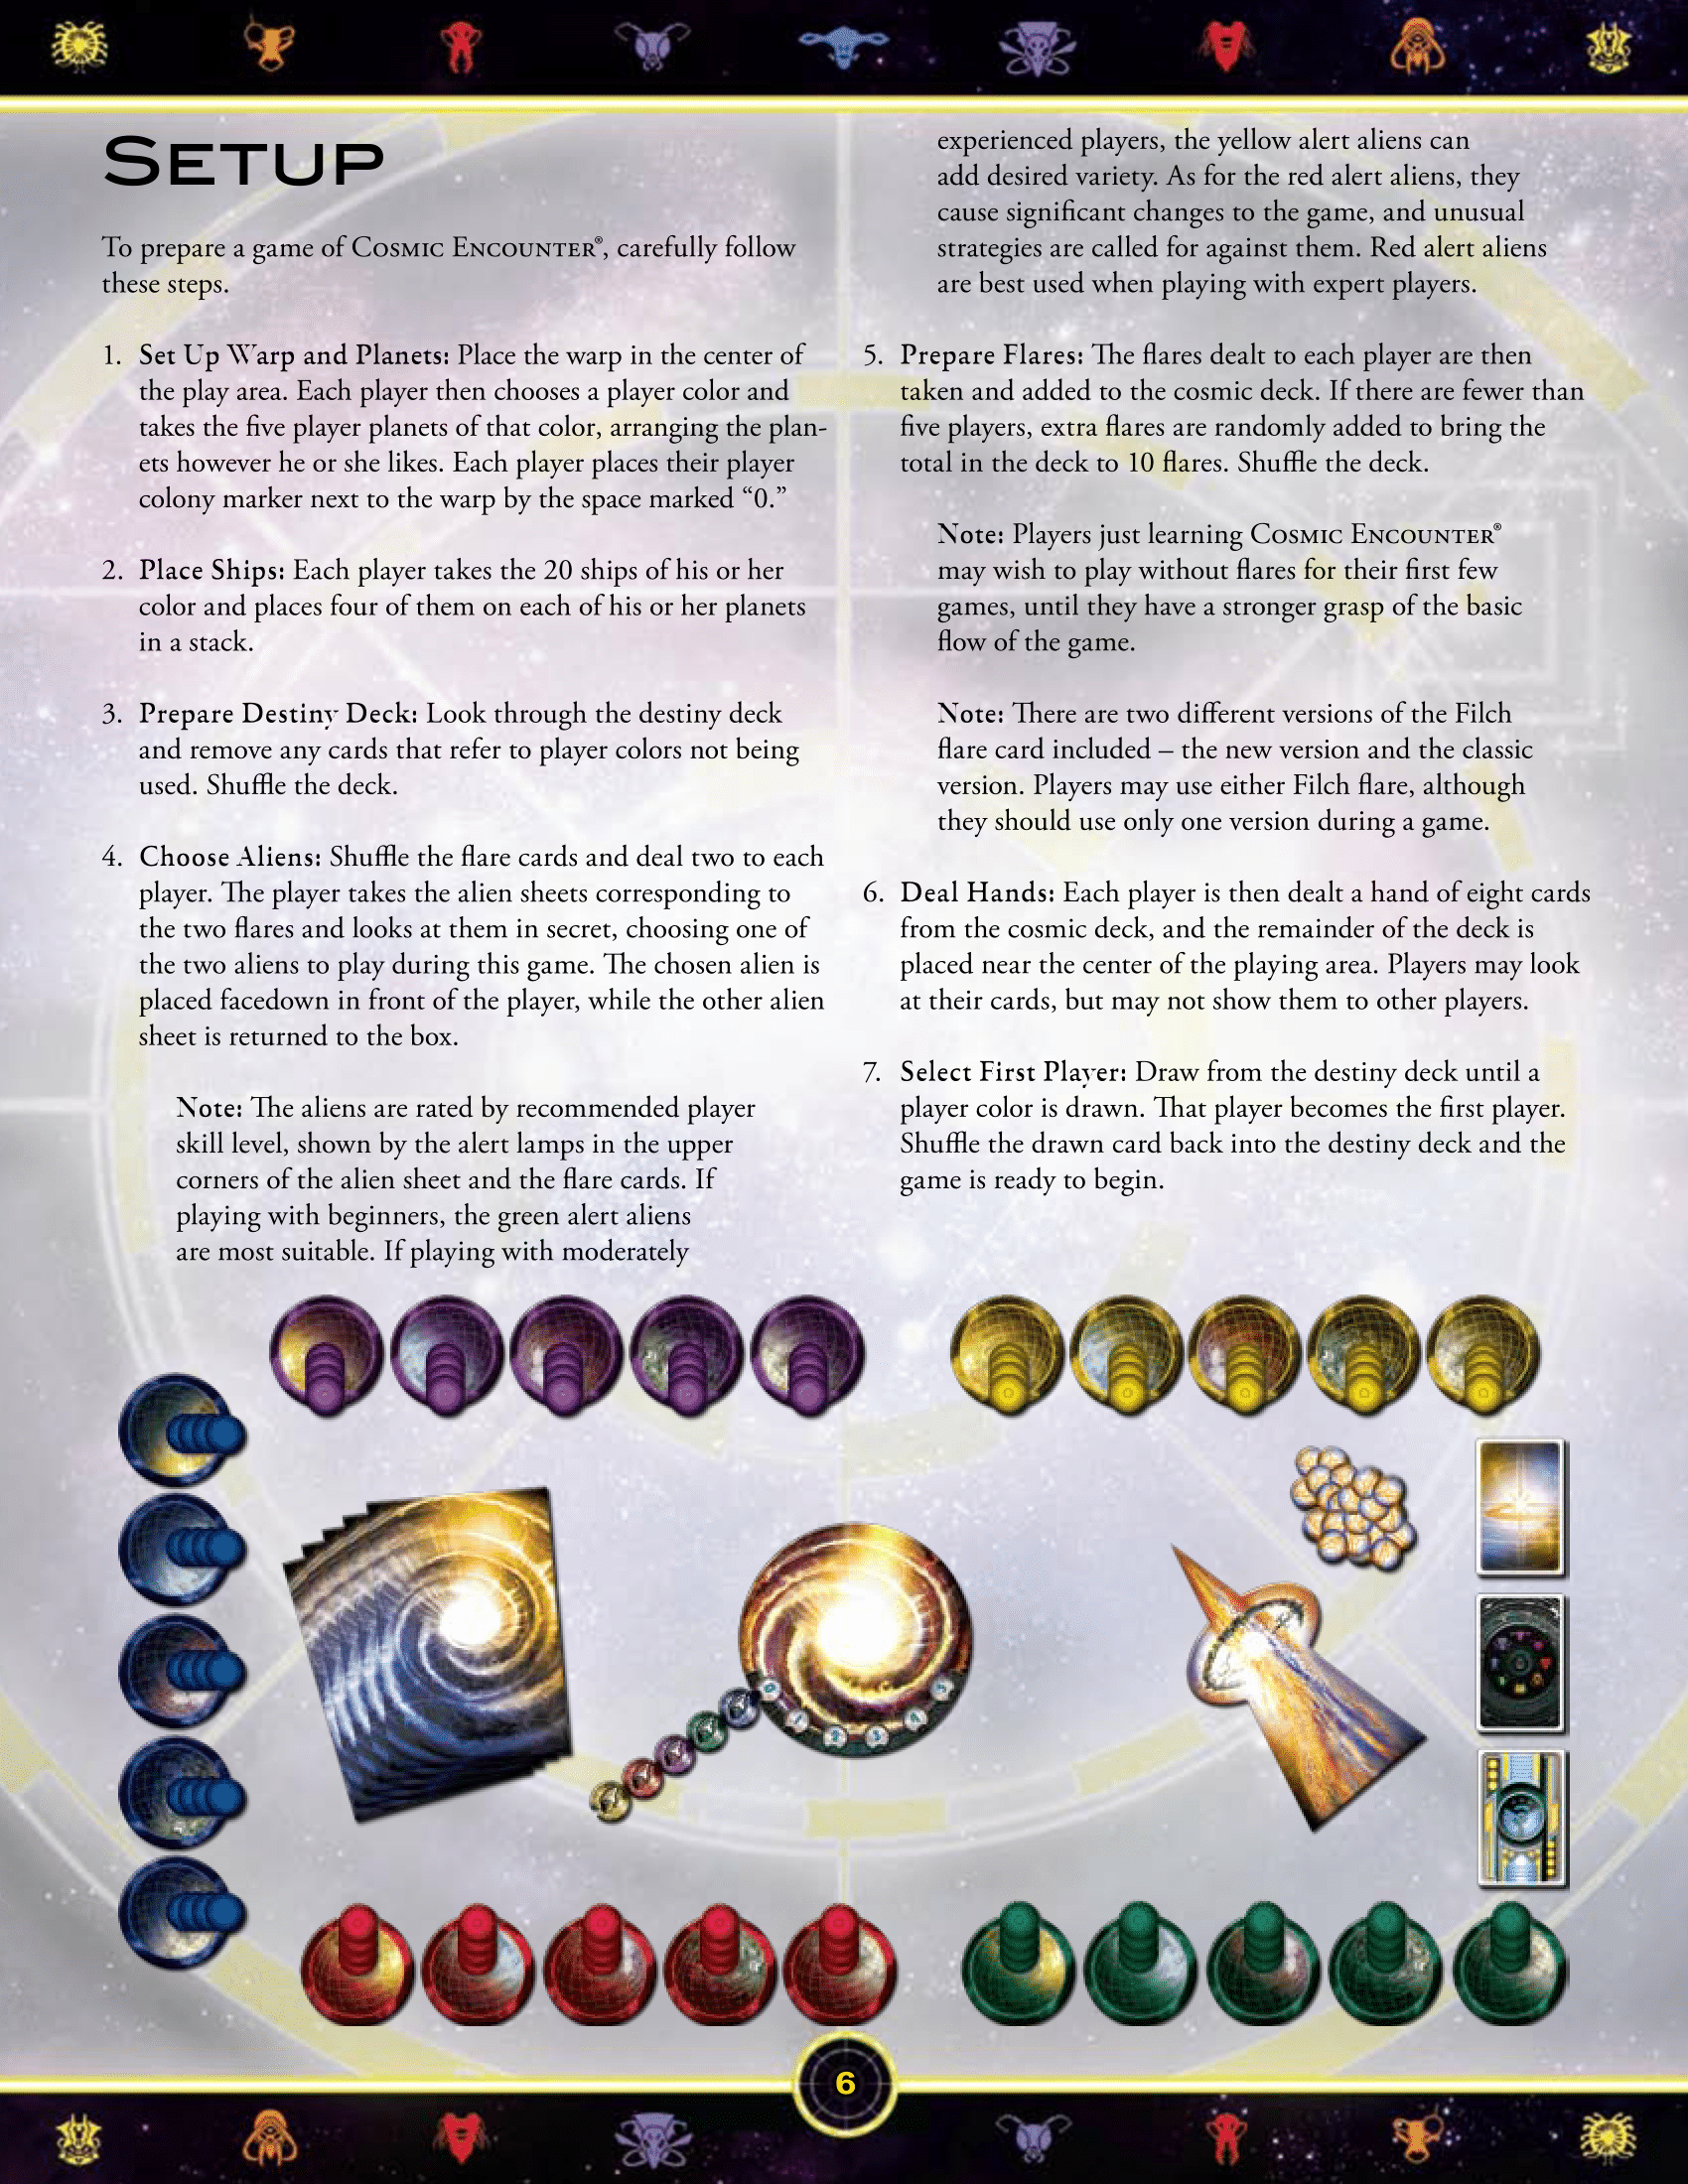 SETUP
To prepare a game of COSMIC ENCOUNTER®, carefully follow
these steps.
1. Set Up Warp and Planets: Place the warp in the center of
the play area. Each player then chooses a player color and
takes the five player planets of that color, arranging the plan-
ets however he or she likes. Each player places their player
colony marker next to the warp by the space marked “0.”
2. Place Ships: Each player takes the 20 ships of his or her
color and places four of them on each of his or her planets
in a stack.
3. Prepare Destiny Deck: Look through the destiny deck
and remove any cards that refer to player colors not being
used. Shuffle the deck.
4. Choose Aliens: Shuffle the flare cards and deal two to each
player. The player takes the alien sheets corresponding to
the two flares and looks at them in secret, choosing one of
the two aliens to play during this game. The chosen alien is
placed facedown in front of the player, while the other alien
sheet is returned to the box.
Note: The aliens are rated by recommended player
skill level, shown by the alert lamps in the upper
corners of the alien sheet and the flare cards. If
playing with beginners, the green alert aliens
are most suitable. If playing with moderately
experienced players, the yellow alert aliens can
add desired variety. As for the red alert aliens, they
cause significant changes to the game, and unusual
strategies are called for against them. Red alert aliens
are best used when playing with expert players.
5. Prepare Flares: The flares dealt to each player are then
taken and added to the cosmic deck. If there are fewer than
five players, extra flares are randomly added to bring the
total in the deck to 10 flares. Shuffle the deck.
Note: Players just learning COSMIC ENCOUNTER®
may wish to play without flares for their first few
games, until they have a stronger grasp of the basic
flow of the game.
Note: There are two different versions of the Filch
flare card included – the new version and the classic
version. Players may use either Filch flare, although
they should use only one version during a game.
6. Deal Hands: Each player is then dealt a hand of eight cards
from the cosmic deck, and the remainder of the deck is
placed near the center of the playing area. Players may look
at their cards, but may not show them to other players.
7. Select First Player: Draw from the destiny deck until a
player color is drawn. That player becomes the first player.
Shuffle the drawn card back into the destiny deck and the
game is ready to begin.
0 1 2 3 4 5
6